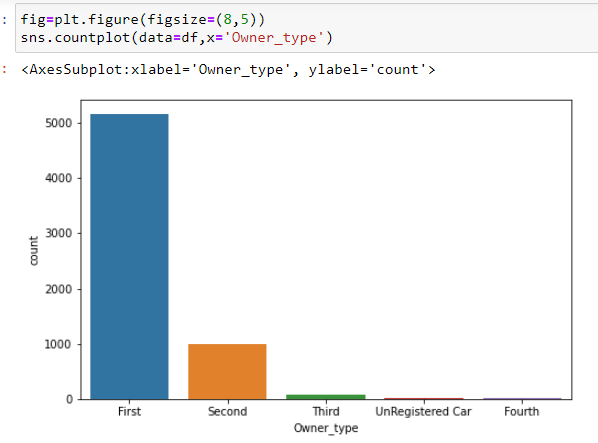 : fig=plt.figure(figsize=(8,5))
sns.countplot(data=df,x='Owner_type')
: <AxesSubplot:xlabel='Owner_type', ylabel='count'>
5000
4000
3000
2000
1000
0
count
First Second Third UnRegistered Car Fourth
Owner_type